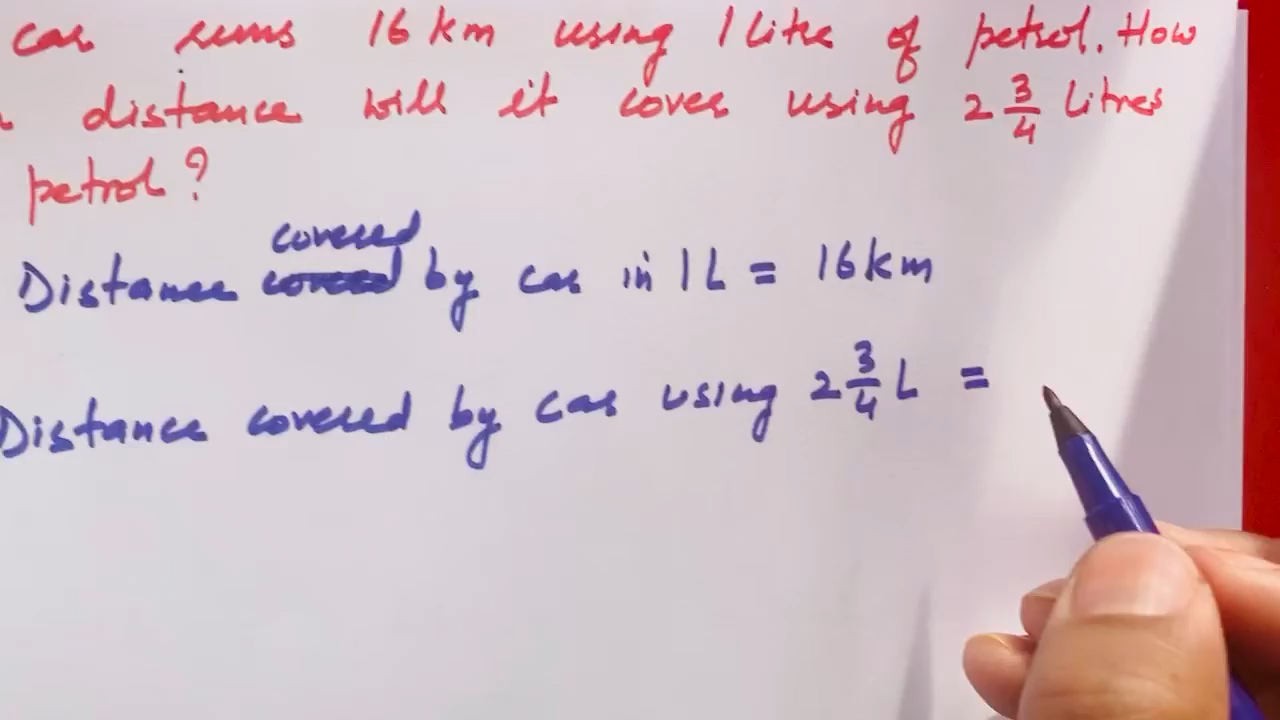 car runs 16 km using 1 Litre of petrol. How
distance will it cover using 2 3/4 Litres
petrol?
covered
Distance covered by car in 1 L = 16 km
Distance covered by car using 2 3/4 L =